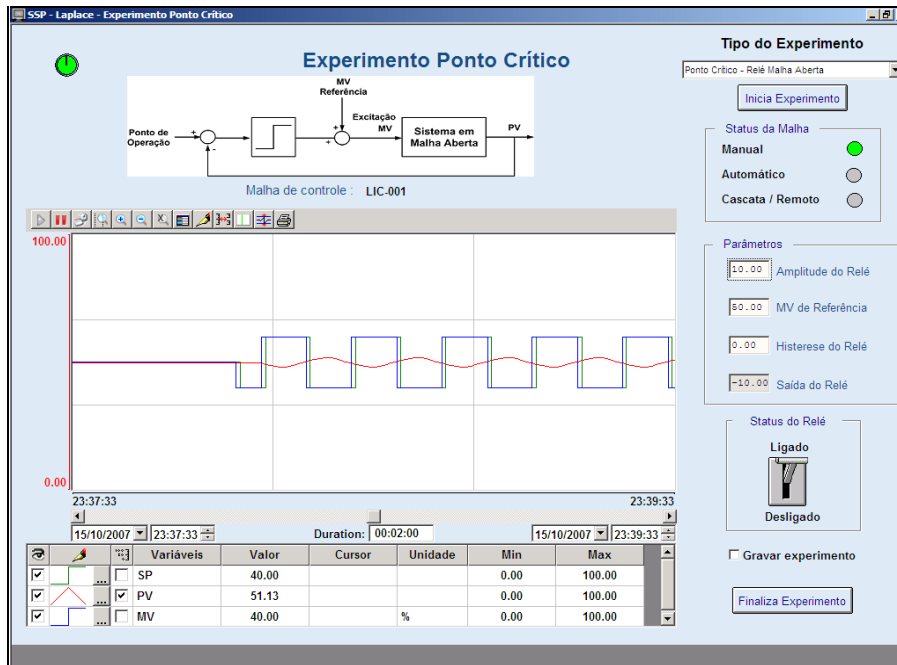 SSP - Laplace - Experimento Ponto Crítico
Experimento Ponto Crítico
MV
Referência
Excitação
MV
PV
Ponto de
Operação
+
-
+
+
Sistema em
Malha Aberta
Malha de controle : LIC-001
100.00
0.00
23:37:33
23:39:33
15/10/2007 23:37:33
Duration: 00:02:00
15/10/2007 23:39:33
Variáveis Valor Cursor Unidade Min Max
SP 40.00 0.00 100.00
PV 51.13 0.00 100.00
MV 40.00 % 0.00 100.00
Tipo do Experimento
Ponto Crítico - Relé Malha Aberta
Inicia Experimento
Status da Malha
Manual
Automático
Cascata / Remoto
Parâmetros
10.00 Amplitude do Relé
50.00 MV de Referência
0.00 Histerese do Relé
-10.00 Saída do Relé
Status do Relé
Ligado
Desligado
Gravar experimento
Finaliza Experimento